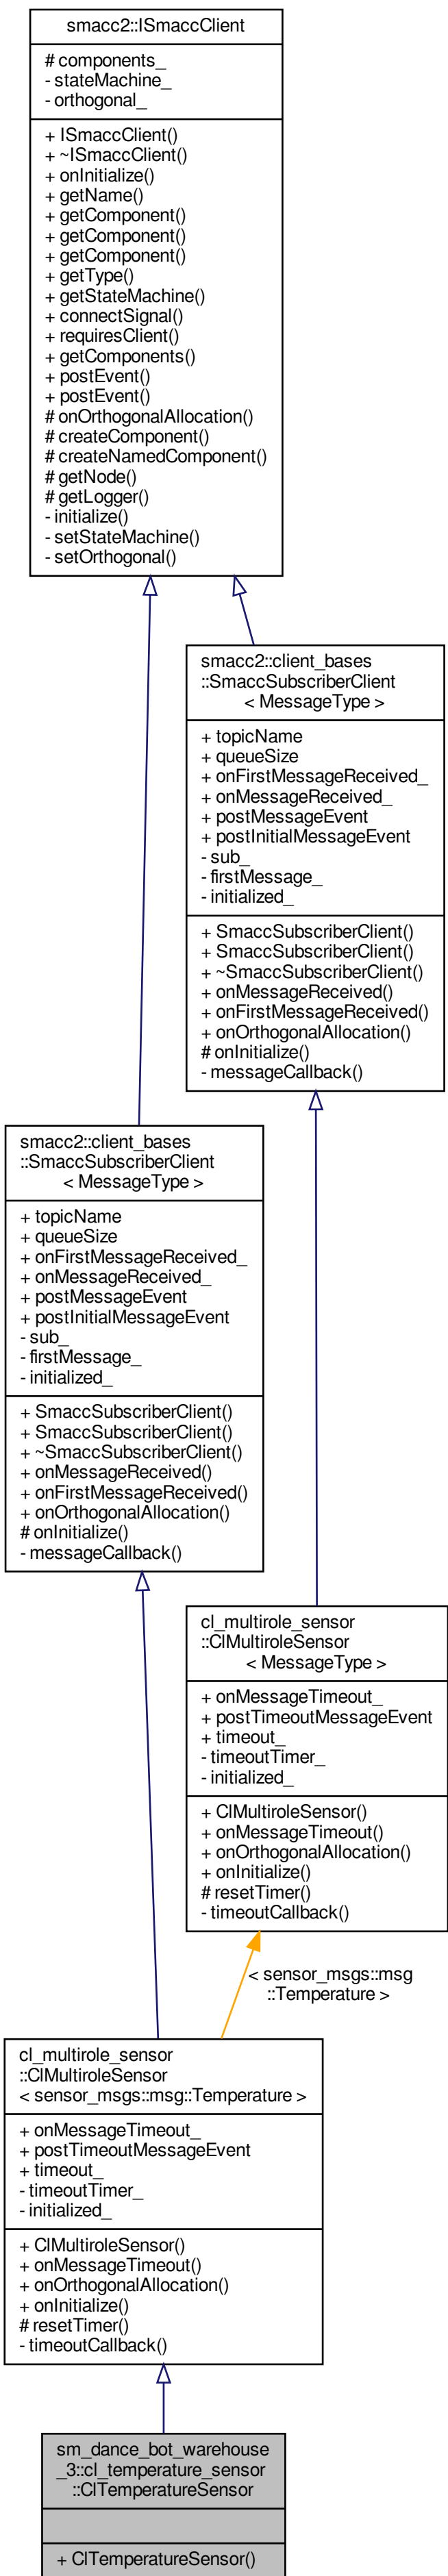 smacc2::ISmaccClient
# components_
- stateMachine_
- orthogonal_
+ ISmaccClient()
+ ~ISmaccClient()
+ onInitialize()
+ getName()
+ getComponent()
+ getComponent()
+ getComponent()
+ getType()
+ getStateMachine()
+ connectSignal()
+ requiresClient()
+ getComponents()
+ postEvent()
+ postEvent()
# onOrthogonalAllocation()
# createComponent()
# createNamedComponent()
# getNode()
# getLogger()
- initialize()
- setStateMachine()
- setOrthogonal()
smacc2::client_bases
::SmaccSubscriberClient
< MessageType >
+ topicName
+ queueSize
+ onFirstMessageReceived_
+ onMessageReceived_
+ postMessageEvent
+ postInitialMessageEvent
- sub_
- firstMessage_
- initialized_
+ SmaccSubscriberClient()
+ SmaccSubscriberClient()
+ ~SmaccSubscriberClient()
+ onMessageReceived()
+ onFirstMessageReceived()
+ onOrthogonalAllocation()
# onInitialize()
- messageCallback()
smacc2::client_bases
::SmaccSubscriberClient
< MessageType >
+ topicName
+ queueSize
+ onFirstMessageReceived_
+ onMessageReceived_
+ postMessageEvent
+ postInitialMessageEvent
- sub_
- firstMessage_
- initialized_
+ SmaccSubscriberClient()
+ SmaccSubscriberClient()
+ ~SmaccSubscriberClient()
+ onMessageReceived()
+ onFirstMessageReceived()
+ onOrthogonalAllocation()
# onInitialize()
- messageCallback()
cl_multirole_sensor
::ClMultiroleSensor
< MessageType >
+ onMessageTimeout_
+ postTimeoutMessageEvent
+ timeout_
- timeoutTimer_
- initialized_
+ ClMultiroleSensor()
+ onMessageTimeout()
+ onOrthogonalAllocation()
+ onInitialize()
# resetTimer()
- timeoutCallback()
< sensor_msgs::msg
::Temperature >
cl_multirole_sensor
::ClMultiroleSensor
< sensor_msgs::msg::Temperature >
+ onMessageTimeout_
+ postTimeoutMessageEvent
+ timeout_
- timeoutTimer_
- initialized_
+ ClMultiroleSensor()
+ onMessageTimeout()
+ onOrthogonalAllocation()
+ onInitialize()
# resetTimer()
- timeoutCallback()
sm_dance_bot_warehouse
_3::cl_temperature_sensor
::ClTemperatureSensor
+ ClTemperatureSensor()